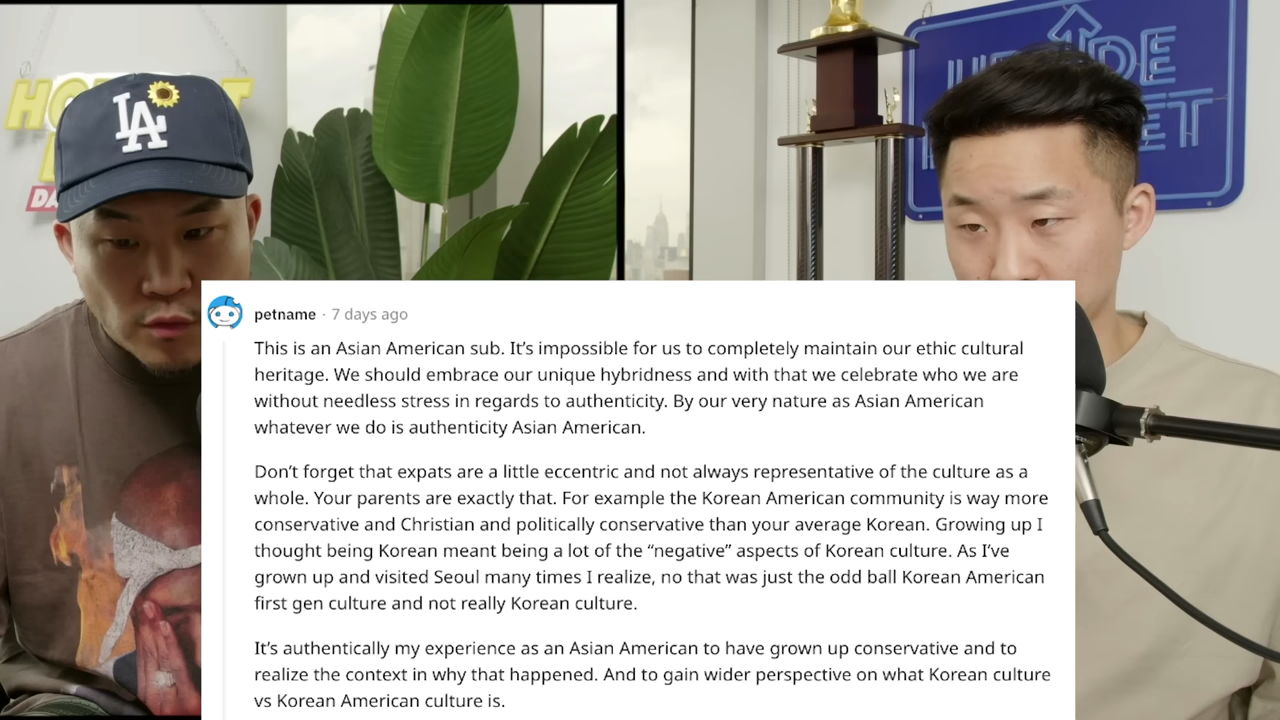 LA
petname · 7 days ago
This is an Asian American sub. It’s impossible for us to completely maintain our ethic cultural
heritage. We should embrace our unique hybridness and with that we celebrate who we are
without needless stress in regards to authenticity. By our very nature as Asian American
whatever we do is authenticity Asian American.
Don’t forget that expats are a little eccentric and not always representative of the culture as a
whole. Your parents are exactly that. For example the Korean American community is way more
conservative and Christian and politically conservative than your average Korean. Growing up I
thought being Korean meant being a lot of the “negative” aspects of Korean culture. As I’ve
grown up and visited Seoul many times I realize, no that was just the odd ball Korean American
first gen culture and not really Korean culture.
It’s authentically my experience as an Asian American to have grown up conservative and to
realize the context in why that happened. And to gain wider perspective on what Korean culture
vs Korean American culture is.